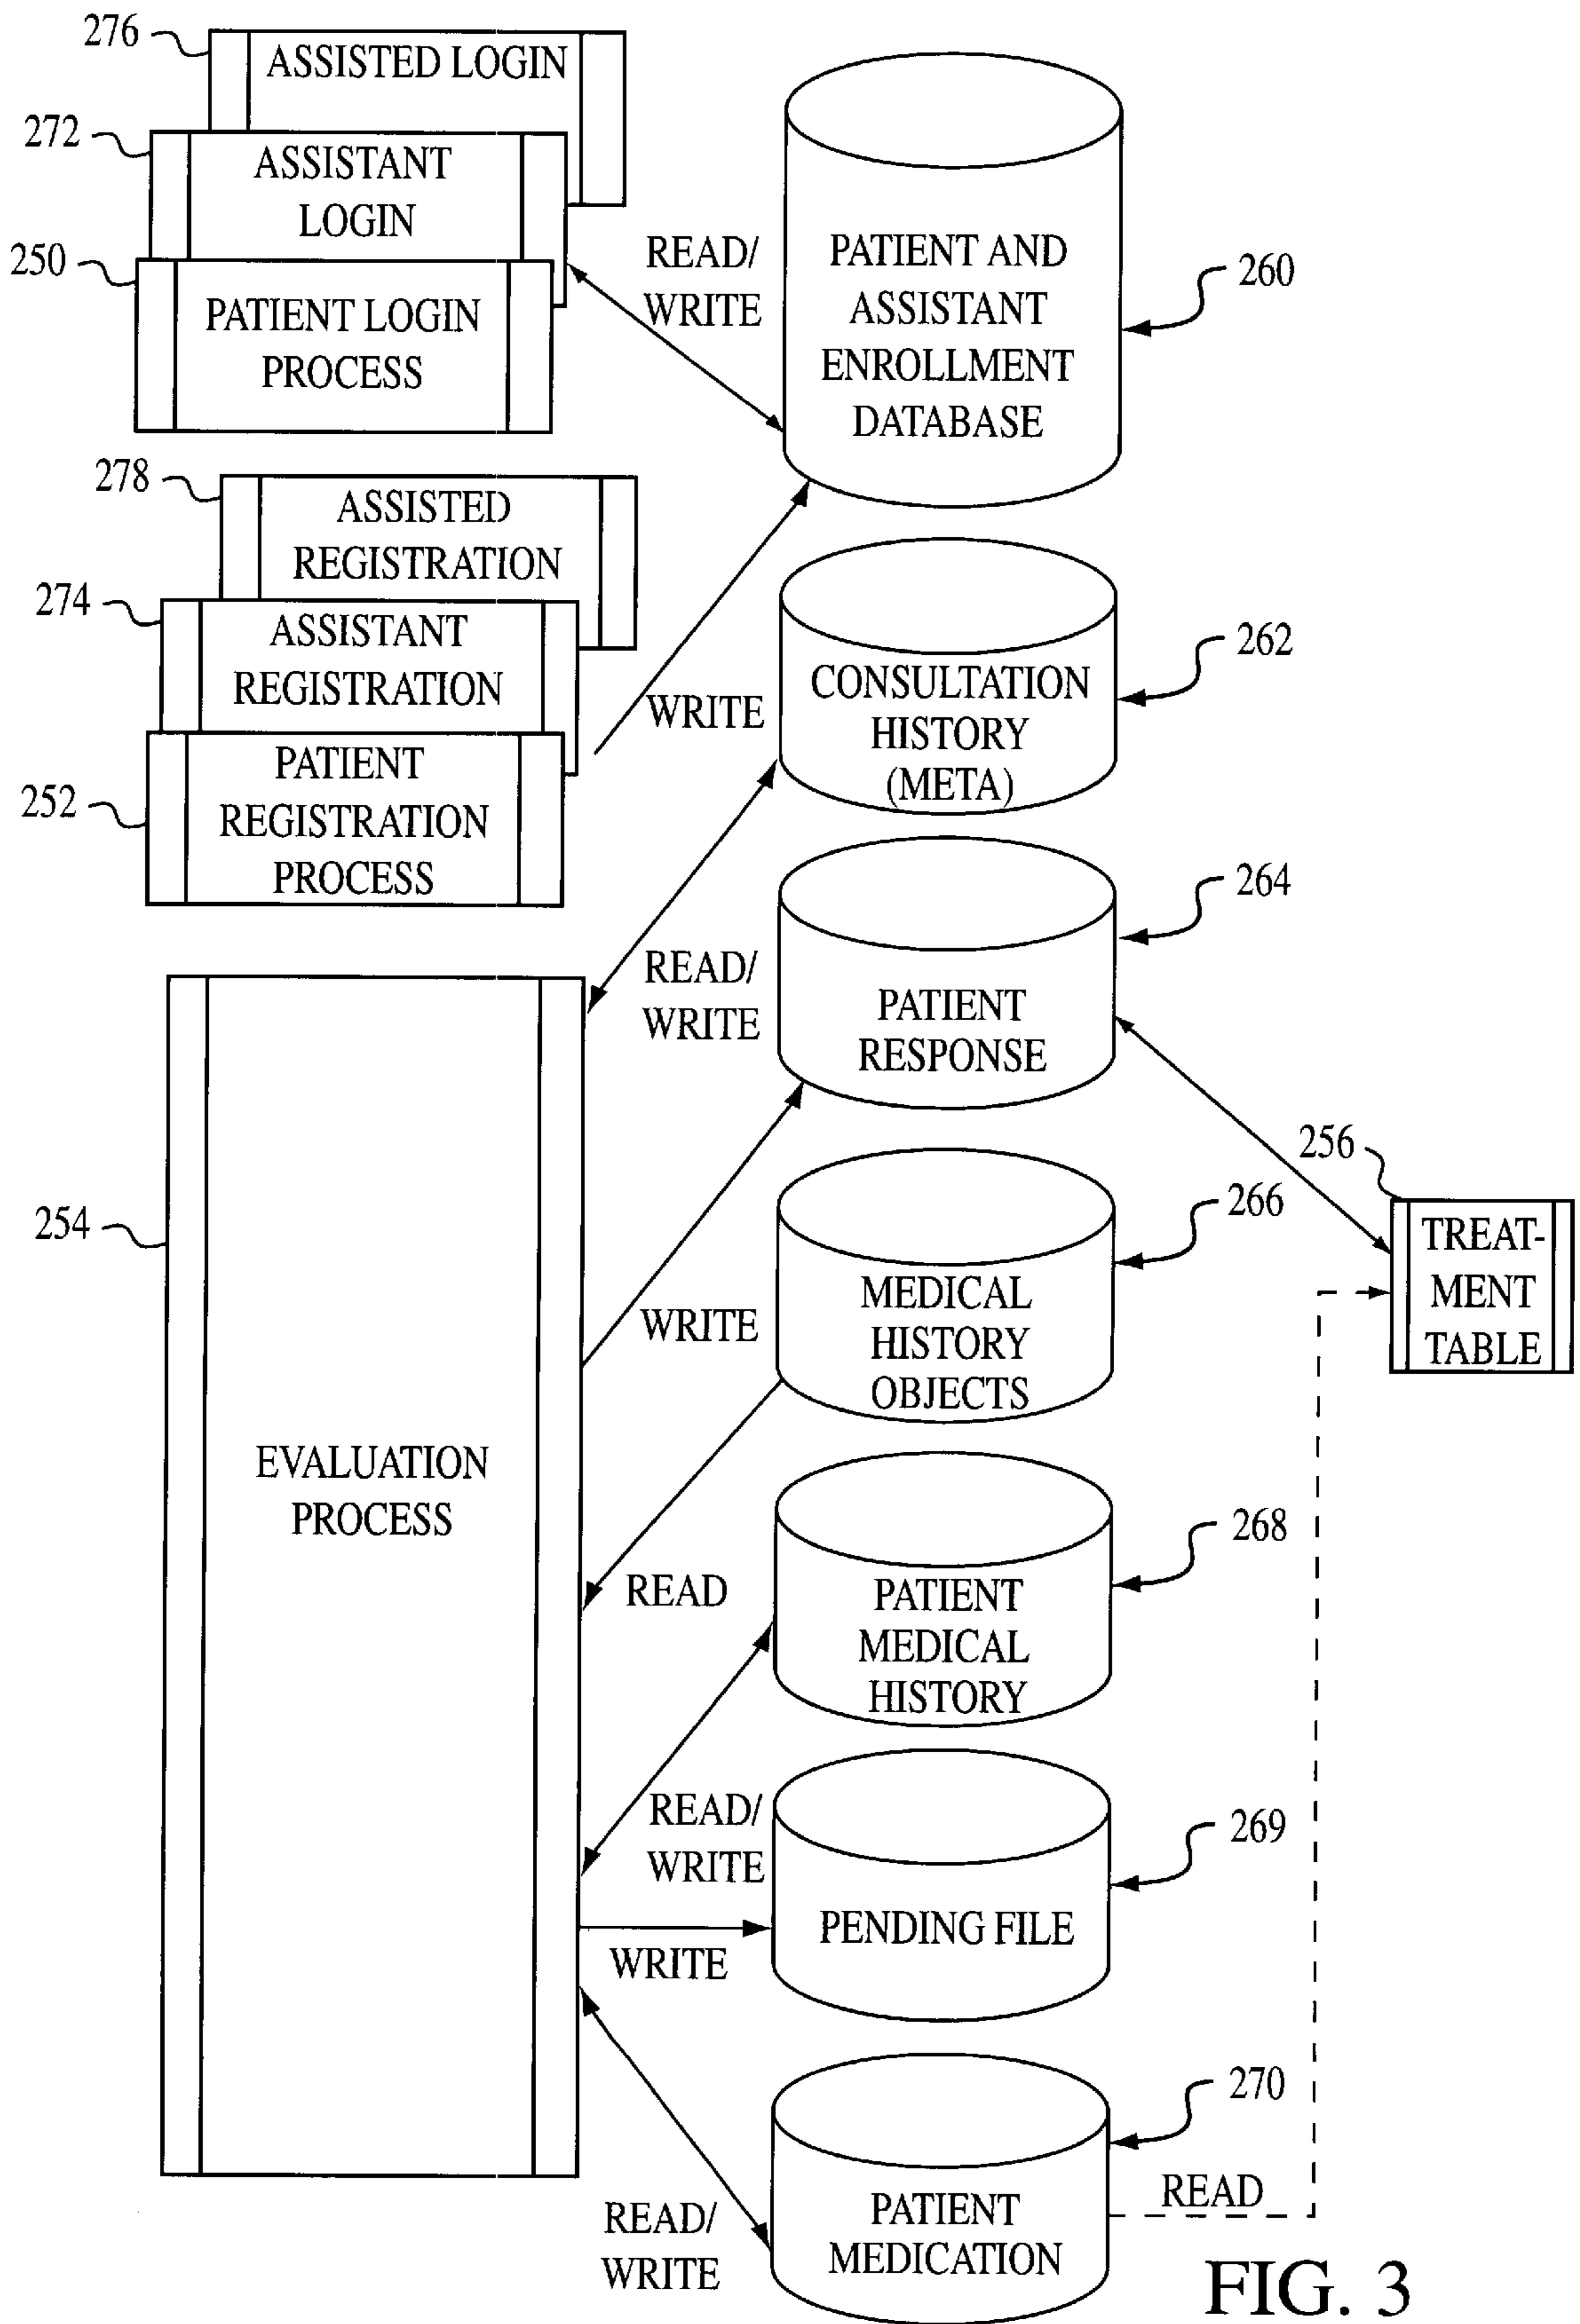 276
ASSISTED LOGIN
272
ASSISTANT
LOGIN
250
PATIENT LOGIN
PROCESS
READ/
WRITE
PATIENT AND
ASSISTANT
ENROLLMENT
DATABASE
260
278
ASSISTED
REGISTRATION
274
ASSISTANT
REGISTRATION
252
PATIENT
REGISTRATION
PROCESS
WRITE
CONSULTATION
HISTORY
(META)
262
READ/
WRITE
PATIENT
RESPONSE
264
254
EVALUATION
PROCESS
WRITE
MEDICAL
HISTORY
OBJECTS
266
256
TREAT-
MENT
TABLE
READ
PATIENT
MEDICAL
HISTORY
268
READ/
WRITE
PENDING FILE
269
WRITE
READ/
WRITE
PATIENT
MEDICATION
270
READ
FIG. 3